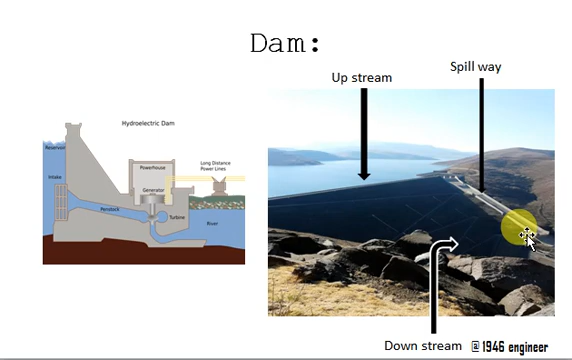 Dam:
Up stream
Spill way
Hydroelectric Dam
Reservoir
Intake
Penstock
PowerHouse
Generator
Turbine
Long Distance
Power Lines
River
Down stream
@1946 engineer